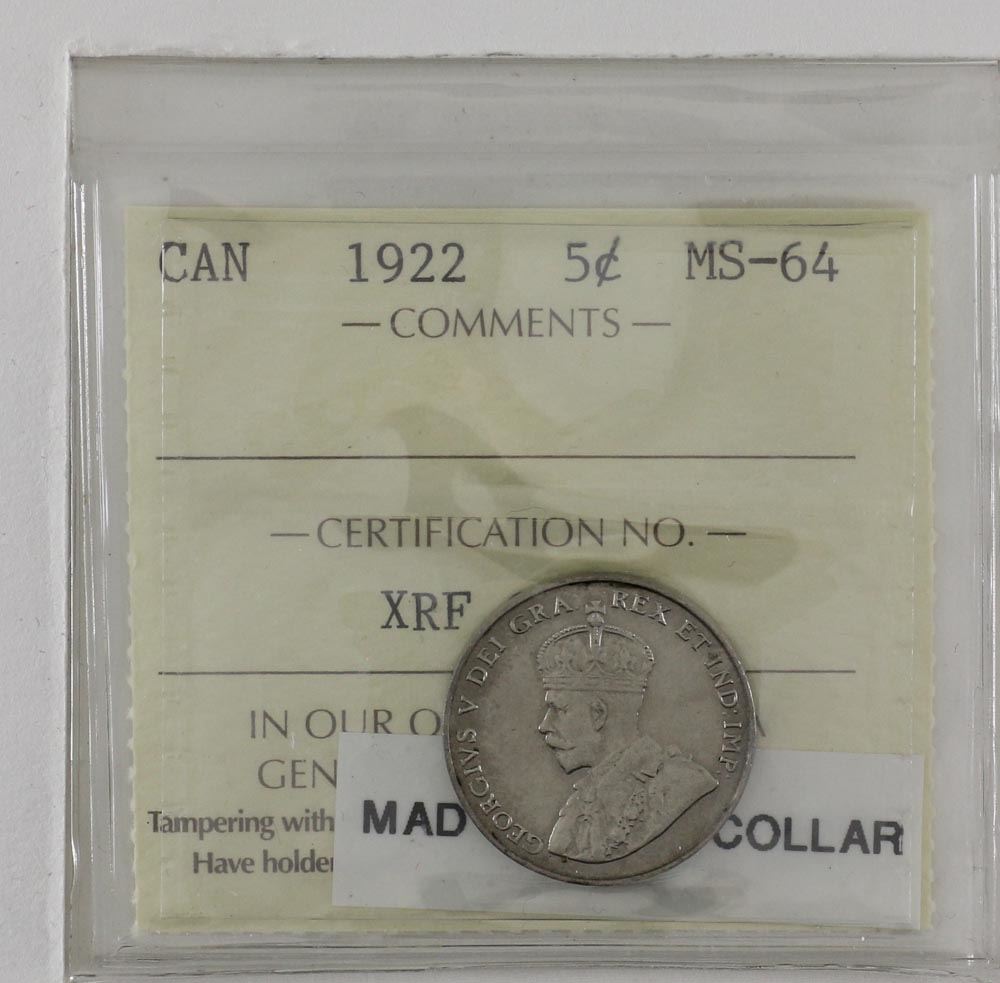 CAN 1922 5¢ MS-64
— COMMENTS —
— CERTIFICATION NO. —
XRF
GEORGIVS V DEI GRA: REX ET IND: IMP:
IN OUR
GEN
MAD COLLAR
Tampering with
Have holder